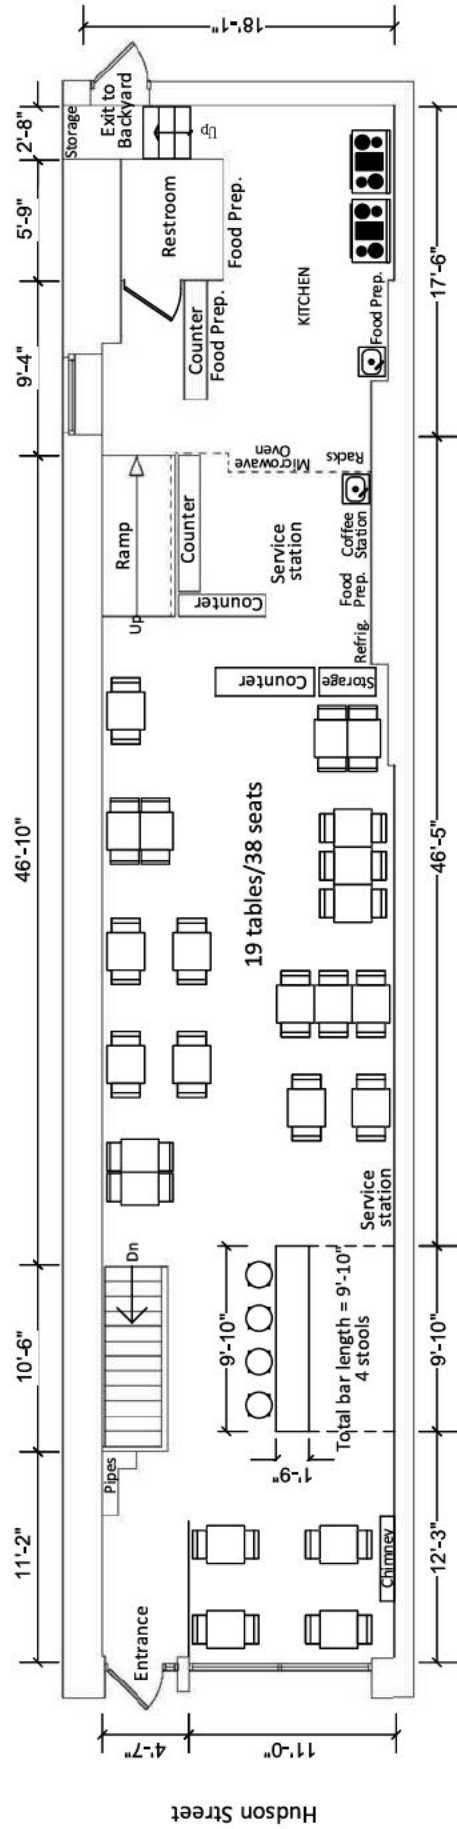 18'-1"
2'-8"
5'-9"
9'-4"
46'-10"
10'-6"
11'-2"
Storage
Exit to
Backyard
Up
Restroom
Food Prep.
Counter
Food Prep.
KITCHEN
Food Prep.
17'-6"
Ramp
Up
Counter
Counter
Microwave
Oven
Racks
Service
station
Coffee
Station
Food
Prep.
Refrig.
Counter
Storage
19 tables/38 seats
46'-5"
Service
station
Dn
9'-10"
Total bar length = 9'-10"
4 stools
1'-9"
9'-10"
Pipes
Chimney
12'-3"
Entrance
4'-7"
11'-0"
Hudson Street